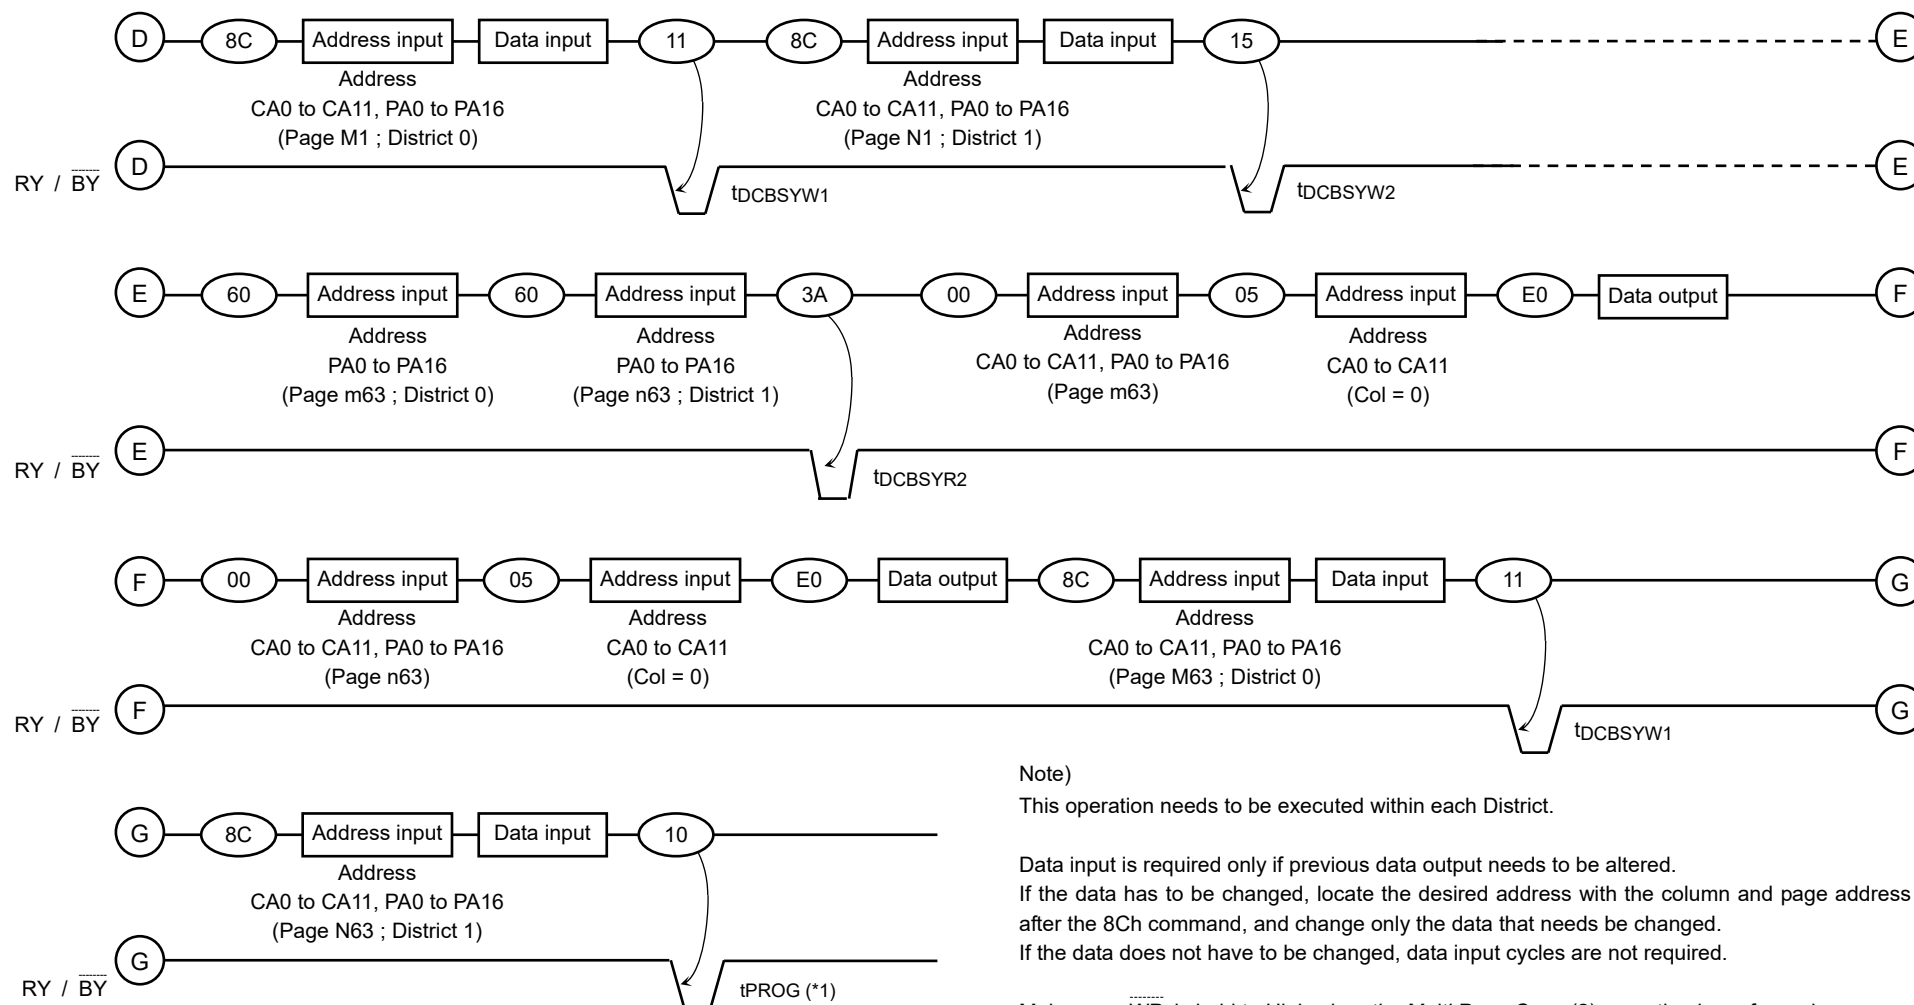 D 8C Address input Data input 11 8C Address input Data input 15 E
Address Address
CA0 to CA11, PA0 to PA16 CA0 to CA11, PA0 to PA16
(Page M1 ; District 0) (Page N1 ; District 1)
D E
RY / BY tDCBSYW1 tDCBSYW2
E 60 Address input 60 Address input 3A 00 Address input 05 Address input E0 Data output F
Address Address Address Address
PA0 to PA16 PA0 to PA16 CA0 to CA11, PA0 to PA16 CA0 to CA11
(Page m63 ; District 0) (Page n63 ; District 1) (Page m63) (Col = 0)
E F
RY / BY tDCBSYR2
F 00 Address input 05 Address input E0 Data output 8C Address input Data input 11 G
Address Address Address
CA0 to CA11, PA0 to PA16 CA0 to CA11 CA0 to CA11, PA0 to PA16
(Page n63) (Col = 0) (Page M63 ; District 0)
F G
RY / BY tDCBSYW1
G 8C Address input Data input 10
Address
CA0 to CA11, PA0 to PA16
(Page N63 ; District 1)
G
RY / BY tPROG (*1)
Note)
This operation needs to be executed within each District.
Data input is required only if previous data output needs to be altered.
If the data has to be changed, locate the desired address with the column and page address
after the 8Ch command, and change only the data that needs be changed.
If the data does not have to be changed, data input cycles are not required.